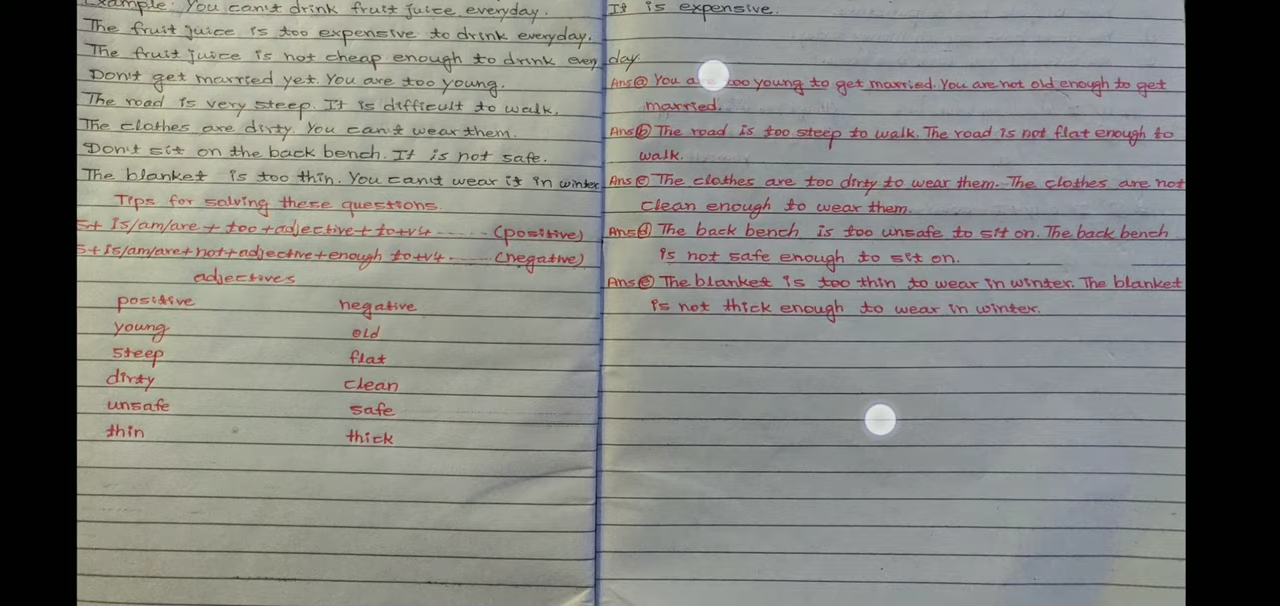 Example: You can't drink fruit juice everyday. It is expensive.
The fruit juice is too expensive to drink everyday.
The fruit juice is not cheap enough to drink every day.
Don't get married yet. You are too young.
The road is very steep. It is difficult to walk.
The clothes are dirty. You can't wear them.
Don't sit on the back bench. It is not safe.
The blanket is too thin. You can't wear it in winter
Tips for solving these questions.
S+ Is/am/are + too + adjective + to+v4 ...... (positive)
S+ Is/am/are + not + adjective + enough to+v4 ...... (negative)
adjectives
positive negative
young old
steep flat
dirty clean
unsafe safe
thin thick
Ans a You too young to get married. You are not old enough to get
married.
Ans b The road is too steep to walk. The road is not flat enough to
walk.
Ans c The clothes are too dirty to wear them. The clothes are not
clean enough to wear them.
Ans d The back bench is too unsafe to sit on. The back bench
is not safe enough to sit on.
Ans e The blanket is too thin to wear in winter. The blanket
is not thick enough to wear in winter.